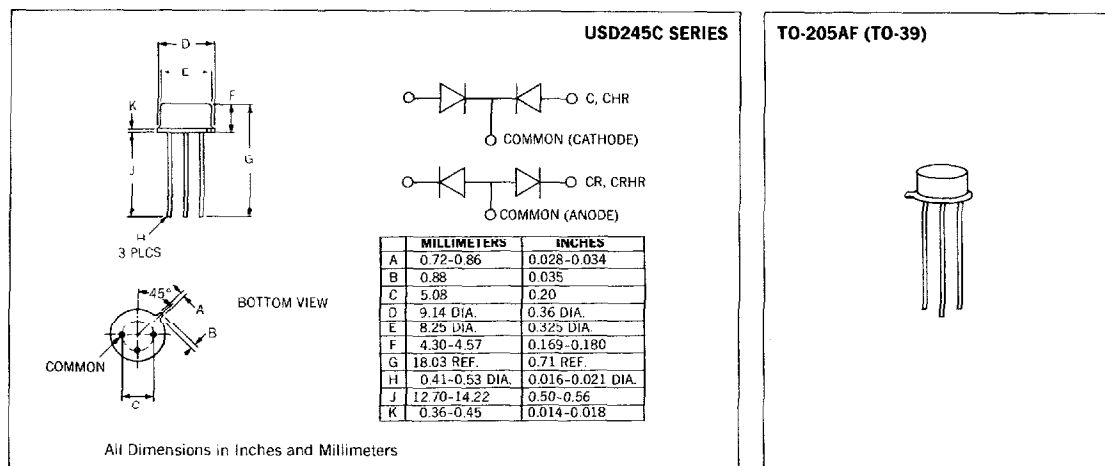 USD245C SERIES
D
E
F
K
G
J
H
3 PLCS
C, CHR
COMMON (CATHODE)
CR, CRHR
COMMON (ANODE)
45°
A
B
BOTTOM VIEW
COMMON
C
MILLIMETERS INCHES
A 0.72-0.86 0.028-0.034
B 0.88 0.035
C 5.08 0.20
D 9.14 DIA. 0.36 DIA.
E 8.25 DIA. 0.325 DIA.
F 4.30-4.57 0.169-0.180
G 18.03 REF. 0.71 REF.
H 0.41-0.53 DIA. 0.016-0.021 DIA.
J 12.70-14.22 0.50-0.56
K 0.36-0.45 0.014-0.018
All Dimensions in Inches and Millimeters
TO-205AF (TO-39)